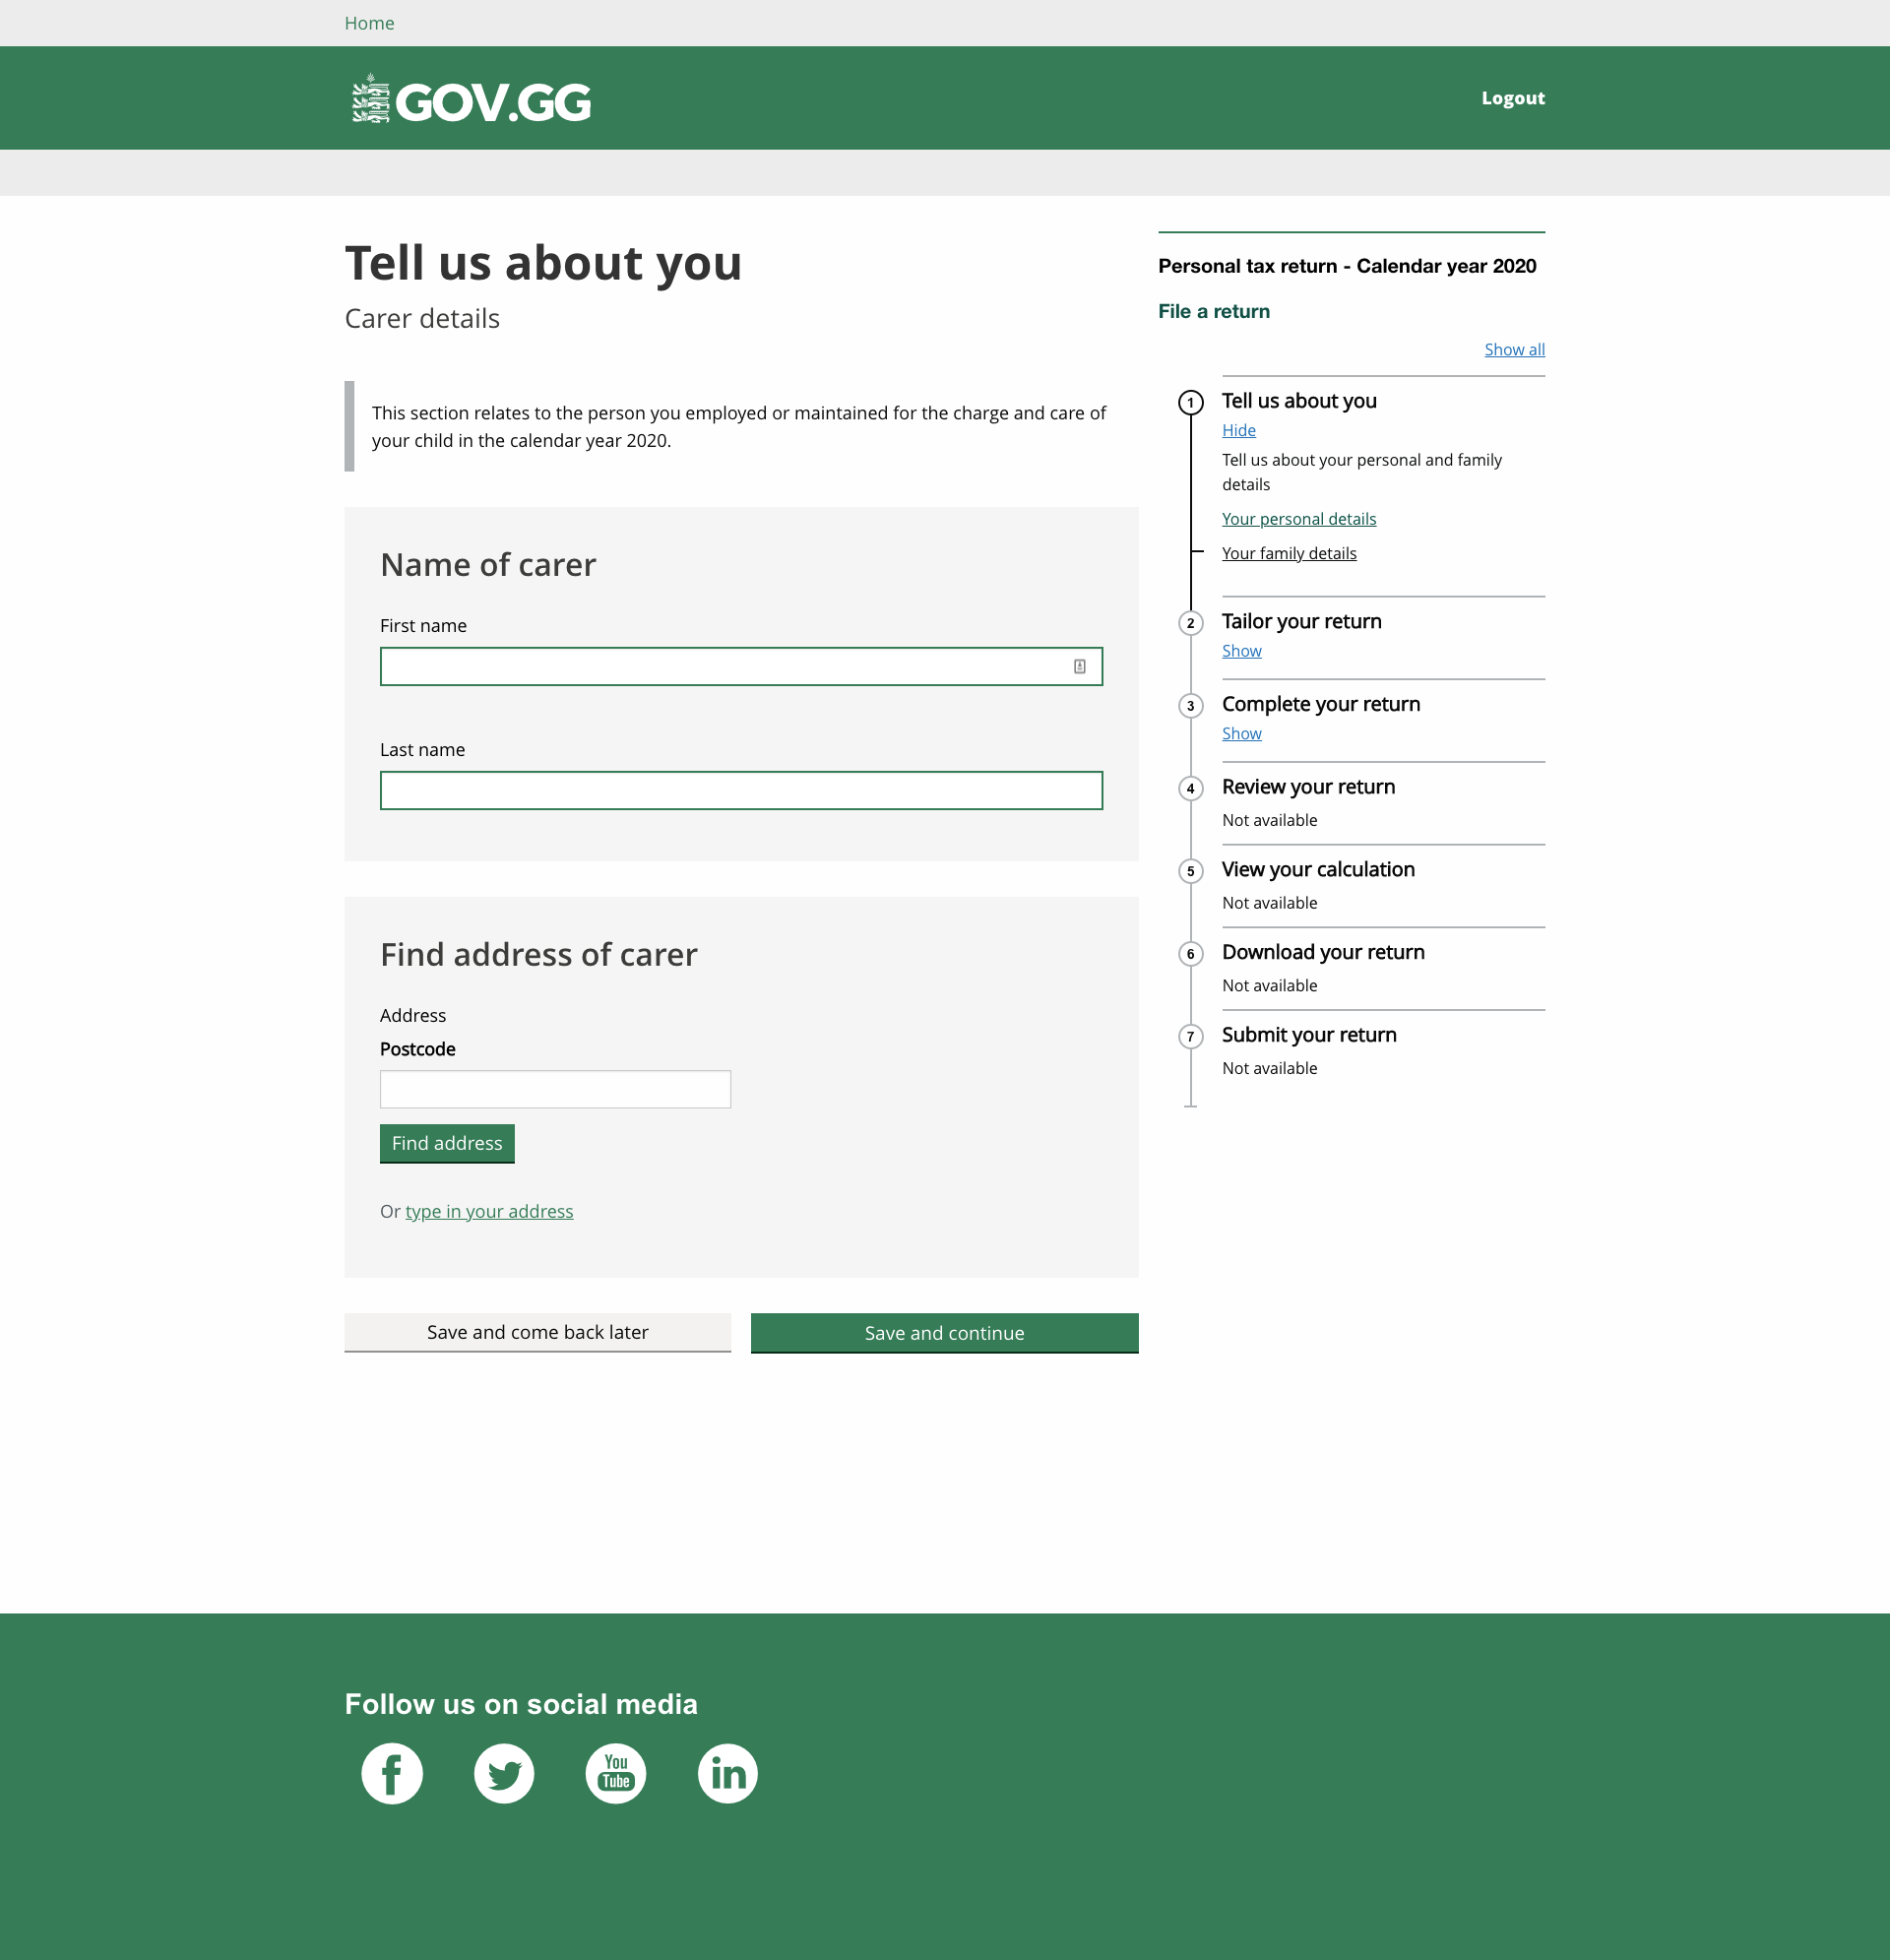 Home
GOV.GG
Logout
Tell us about you
Carer details
This section relates to the person you employed or maintained for the charge and care of
your child in the calendar year 2020.
Name of carer
First name
Last name
Find address of carer
Address
Postcode
Find address
Or type in your address
Save and come back later
Save and continue
Personal tax return - Calendar year 2020
File a return
Show all
1 Tell us about you
Hide
Tell us about your personal and family
details
Your personal details
Your family details
2 Tailor your return
Show
3 Complete your return
Show
4 Review your return
Not available
5 View your calculation
Not available
6 Download your return
Not available
7 Submit your return
Not available
Follow us on social media
f
You
Tube
in